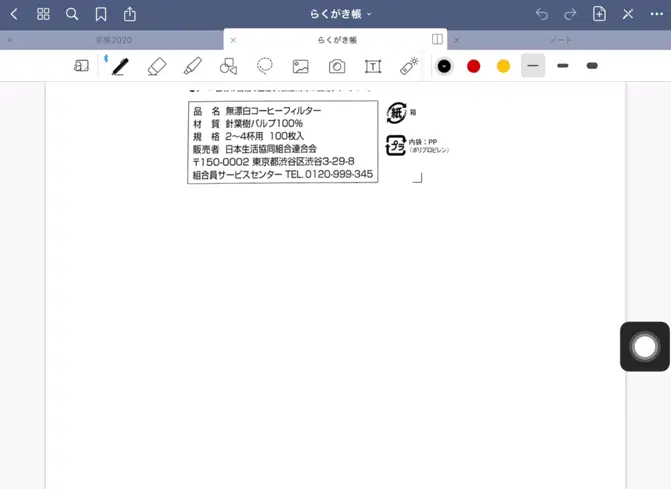 らくがき帳
手帳2020
らくがき帳
ノート
T
品 名 無漂白コーヒーフィルター
材 質 針葉樹パルプ100%
規 格 2～4杯用 100枚入
販売者 日本生活協同組合連合会
〒150-0002 東京都渋谷区渋谷3-29-8
組合員サービスセンター TEL.0120-999-345
紙 箱
プラ 内袋：PP
（ポリプロピレン）